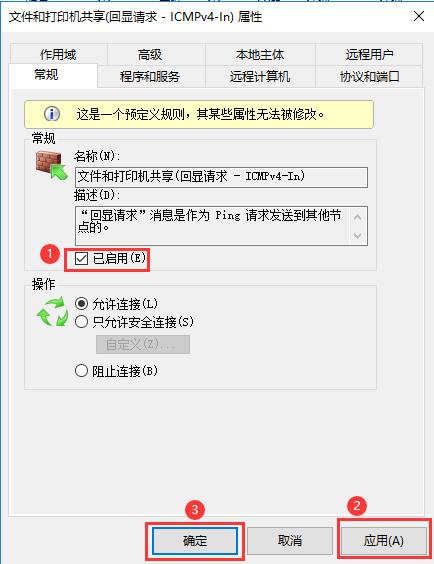 文件和打印机共享(回显请求 - ICMPv4-In) 属性
作用域 高级 本地主体 远程用户
常规 程序和服务 远程计算机 协议和端口
这是一个预定义规则，其某些属性无法被修改。
常规
名称(N):
文件和打印机共享(回显请求 - ICMPv4-In)
描述(D):
“回显请求”消息是作为 Ping 请求发送到其他节
点的。
1 已启用(E)
操作
允许连接(L)
只允许安全连接(S)
自定义(Z)...
阻止连接(B)
3 2
确定 取消 应用(A)